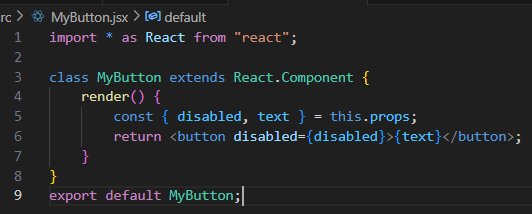 rc > MyButton.jsx > default
1 import * as React from "react";
2
3 class MyButton extends React.Component {
4 render() {
5 const { disabled, text } = this.props;
6 return <button disabled={disabled}>{text}</button>;
7 }
8 }
9 export default MyButton;